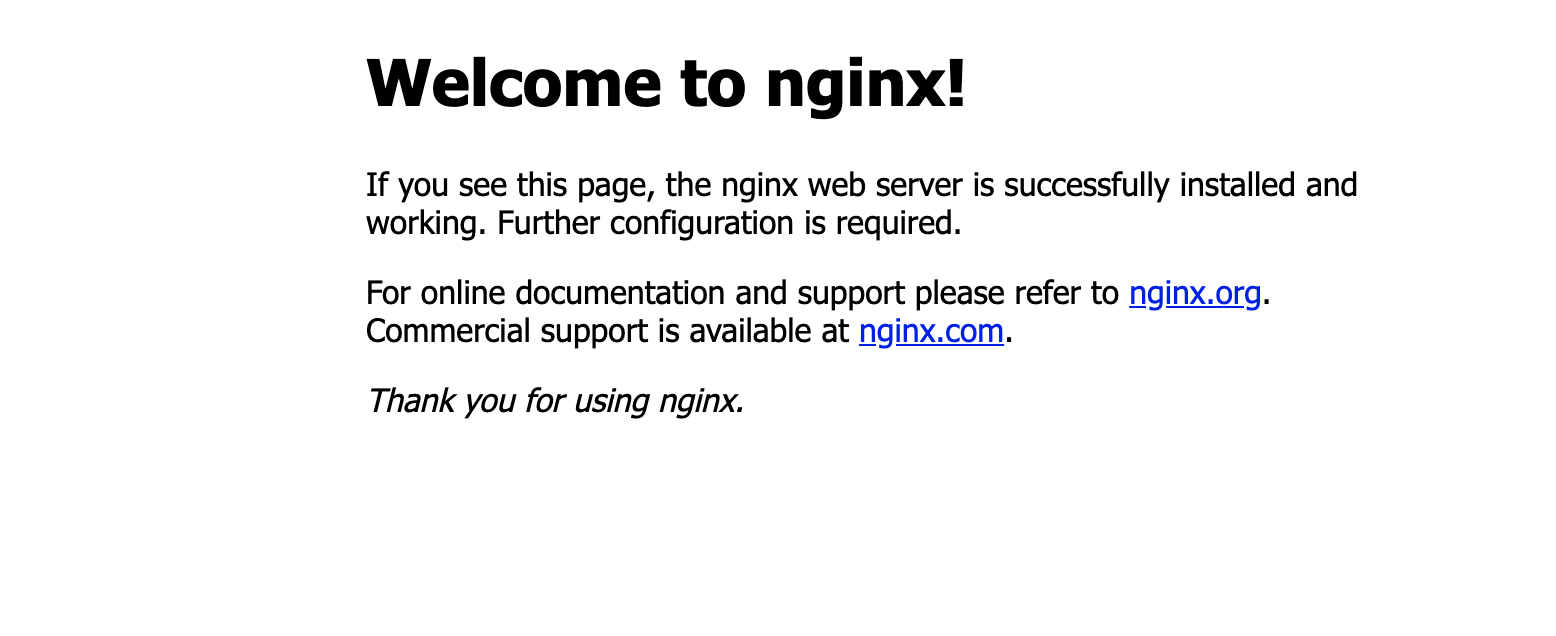 Welcome to nginx!
If you see this page, the nginx web server is successfully installed and
working. Further configuration is required.
For online documentation and support please refer to nginx.org.
Commercial support is available at nginx.com.
Thank you for using nginx.